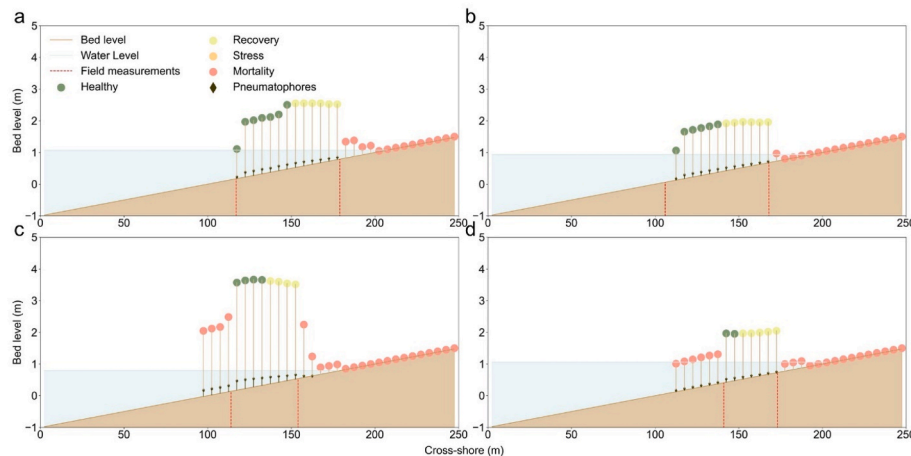 a
b
5
4
3
2
1
0
−1
Bed level (m)
Bed level
Water Level
Field measurements
Healthy
Recovery
Stress
Mortality
Pneumatophores
0 50 100 150 200 250
5
4
3
2
1
0
−1
0 50 100 150 200 250
c
d
5
4
3
2
1
0
−1
Bed level (m)
0 50 100 150 200 250
5
4
3
2
1
0
−1
0 50 100 150 200 250
Cross-shore (m)